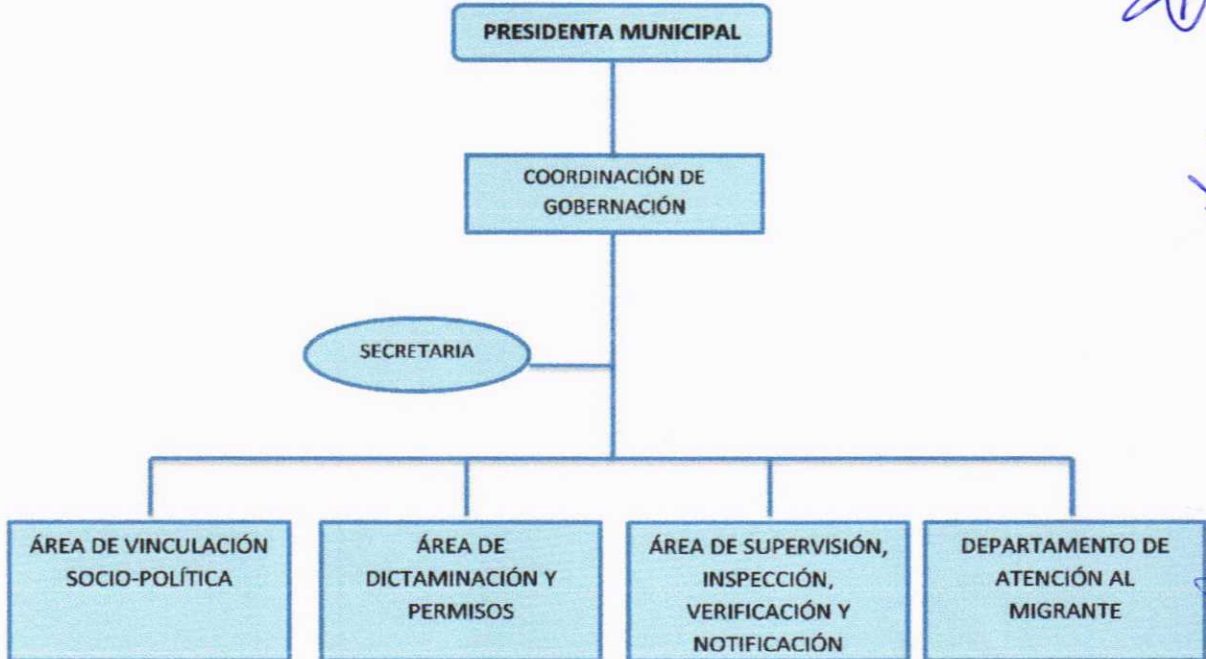 PRESIDENTA MUNICIPAL
COORDINACIÓN DE
GOBERNACIÓN
SECRETARIA
ÁREA DE VINCULACIÓN
SOCIO-POLÍTICA
ÁREA DE
DICTAMINACIÓN Y
PERMISOS
ÁREA DE SUPERVISIÓN,
INSPECCIÓN,
VERIFICACIÓN Y
NOTIFICACIÓN
DEPARTAMENTO DE
ATENCIÓN AL
MIGRANTE